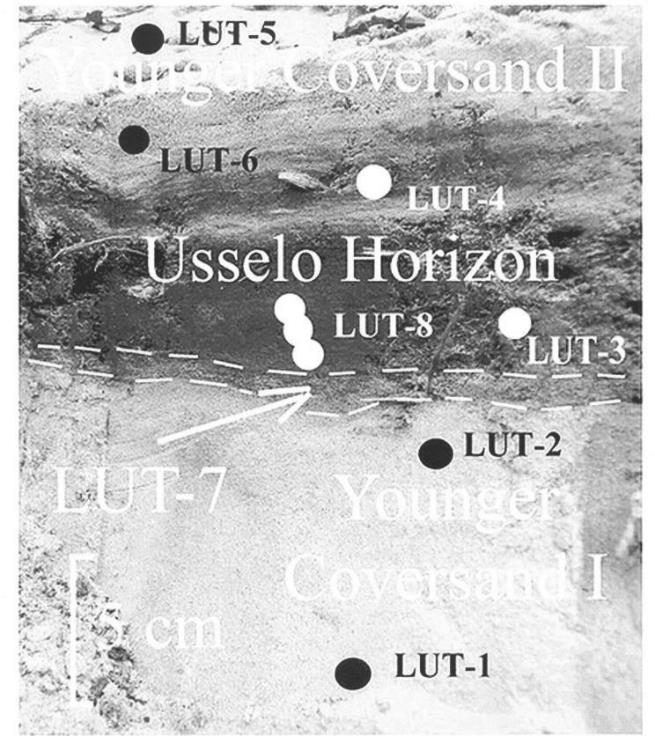 LUT-5
Younger Coversand II
LUT-6
LUT-4
Usselo Horizon
LUT-8
LUT-3
LUT-2
LUT-7
Younger
Coversand I
5 cm
LUT-1